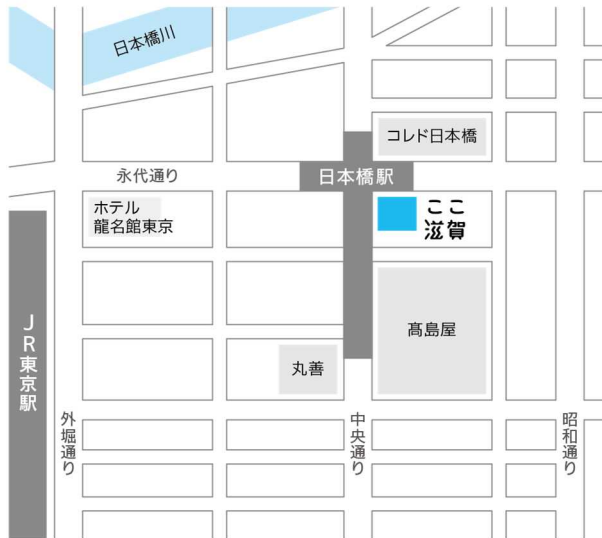 日本橋川
コレド日本橋
永代通り
日本橋駅
ホテル
龍名館東京
ここ
滋賀
JR東京駅
髙島屋
丸善
外堀通り
中央通り
昭和通り